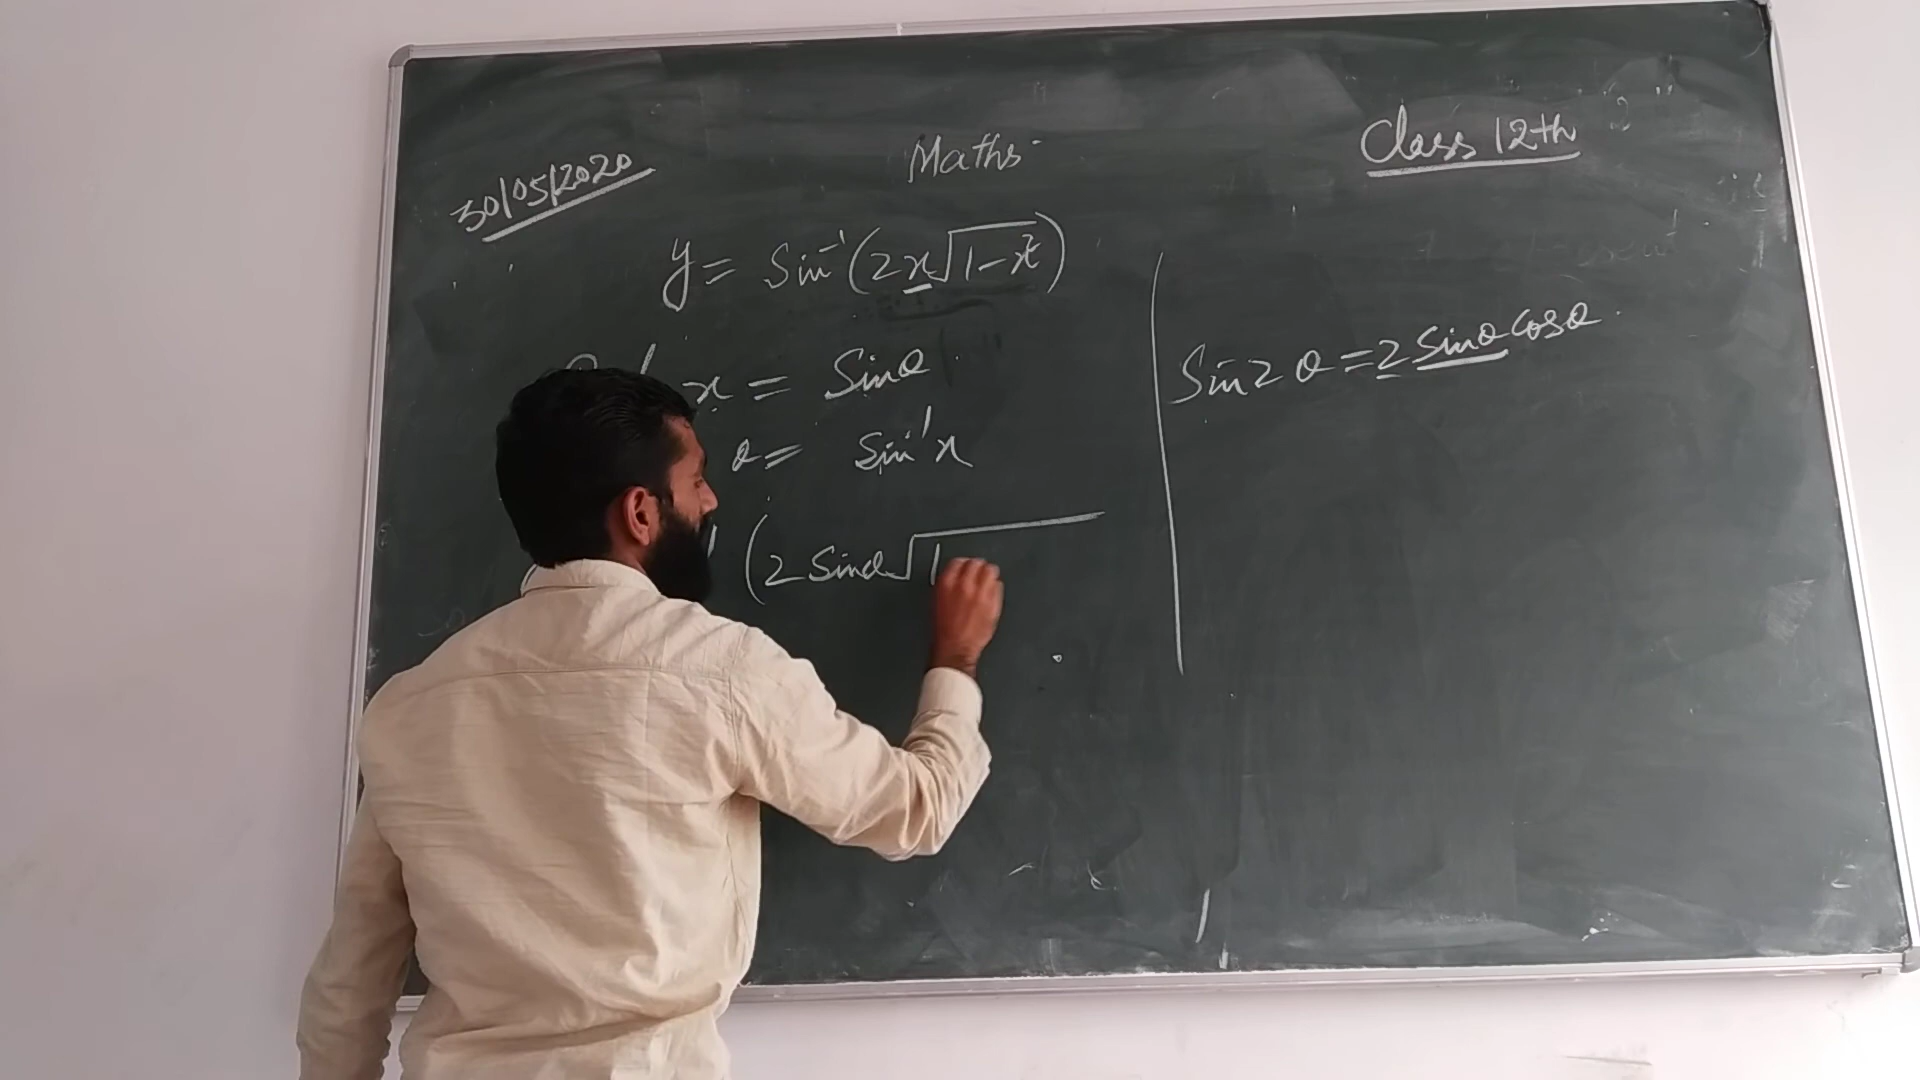 30/05/2020
Maths
Class 12th
y = Sin⁻¹(2x√1-x²)
x = Sinθ
θ = Sin⁻¹x
(2 Sinθ√1
Sin2θ = 2 Sinθ Cosθ